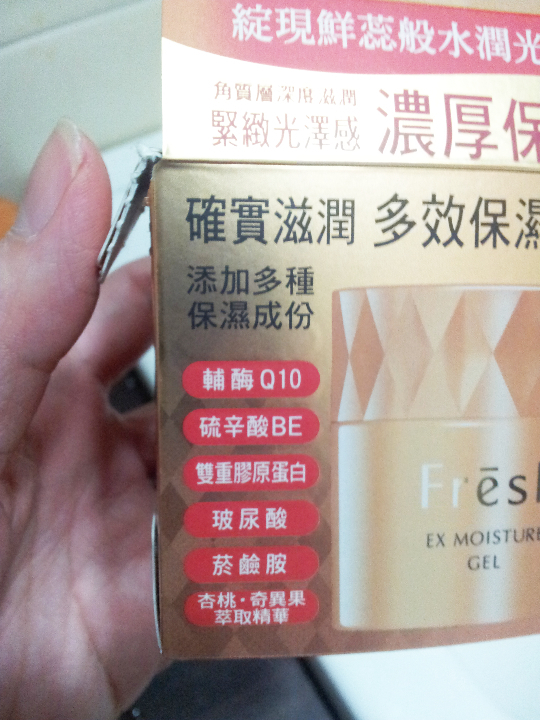 綻現鮮蕊般水潤光
角質層深度滋潤
緊緻光澤感
濃厚保
確實滋潤 多效保濕
添加多種
保濕成份
輔酶Q10
硫辛酸BE
雙重膠原蛋白
玻尿酸
菸鹼胺
杏桃·奇異果
萃取精華
Frēsh
EX MOISTURE
GEL